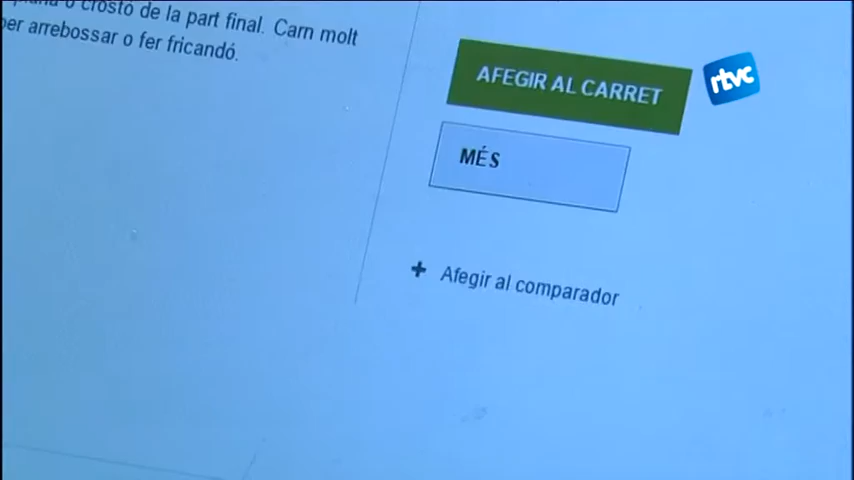 o crostó de la part final. Carn molt
per arrebossar o fer fricandó.
AFEGIR AL CARRET
rtvc
MÉS
+ Afegir al comparador